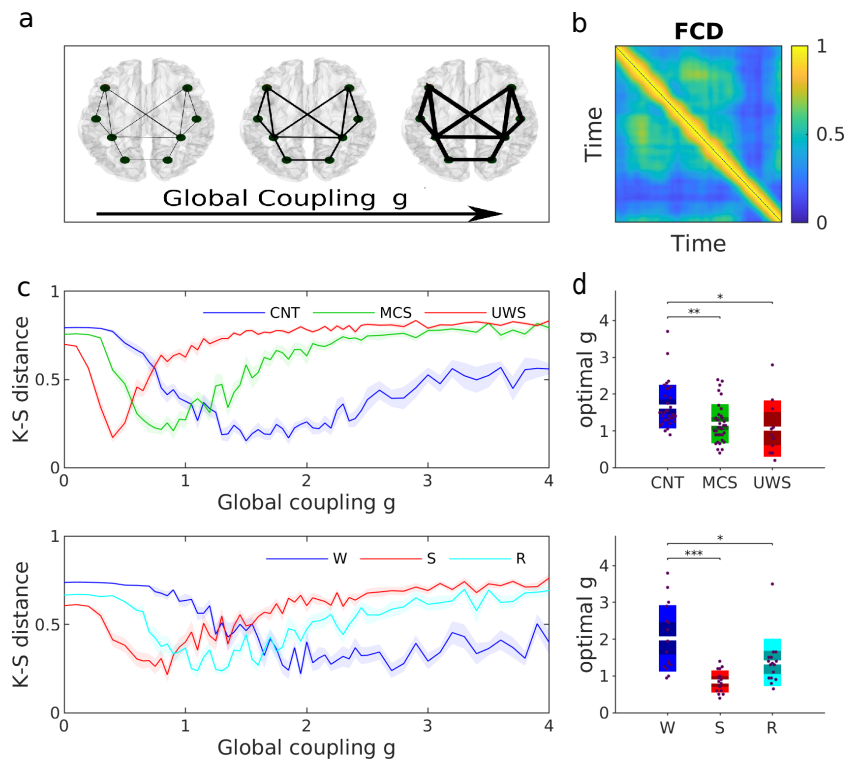 a
Global Coupling g
b
FCD
Time
Time
1
0.5
0
c
CNT MCS UWS
K-S distance
1
0.5
0
0 1 2 3 4
Global coupling g
d
* 
**
optimal g
4
3
2
1
0
CNT MCS UWS
W S R
K-S distance
1
0.5
0
0 1 2 3 4
Global coupling g
*
***
optimal g
4
3
2
1
0
W S R